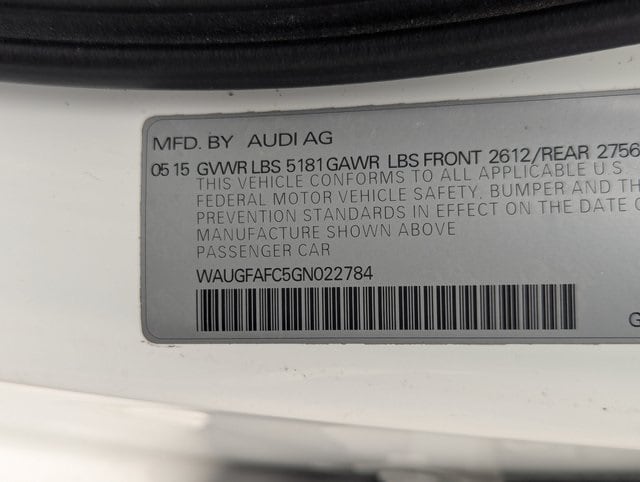 MFD. BY AUDI AG
05 15 GVWR LBS 5181 GAWR LBS FRONT 2612/REAR 2756
THIS VEHICLE CONFORMS TO ALL APPLICABLE U.S
FEDERAL MOTOR VEHICLE SAFETY, BUMPER AND TH
PREVENTION STANDARDS IN EFFECT ON THE DATE O
MANUFACTURE SHOWN ABOVE
PASSENGER CAR
WAUGFAFC5GN022784
G